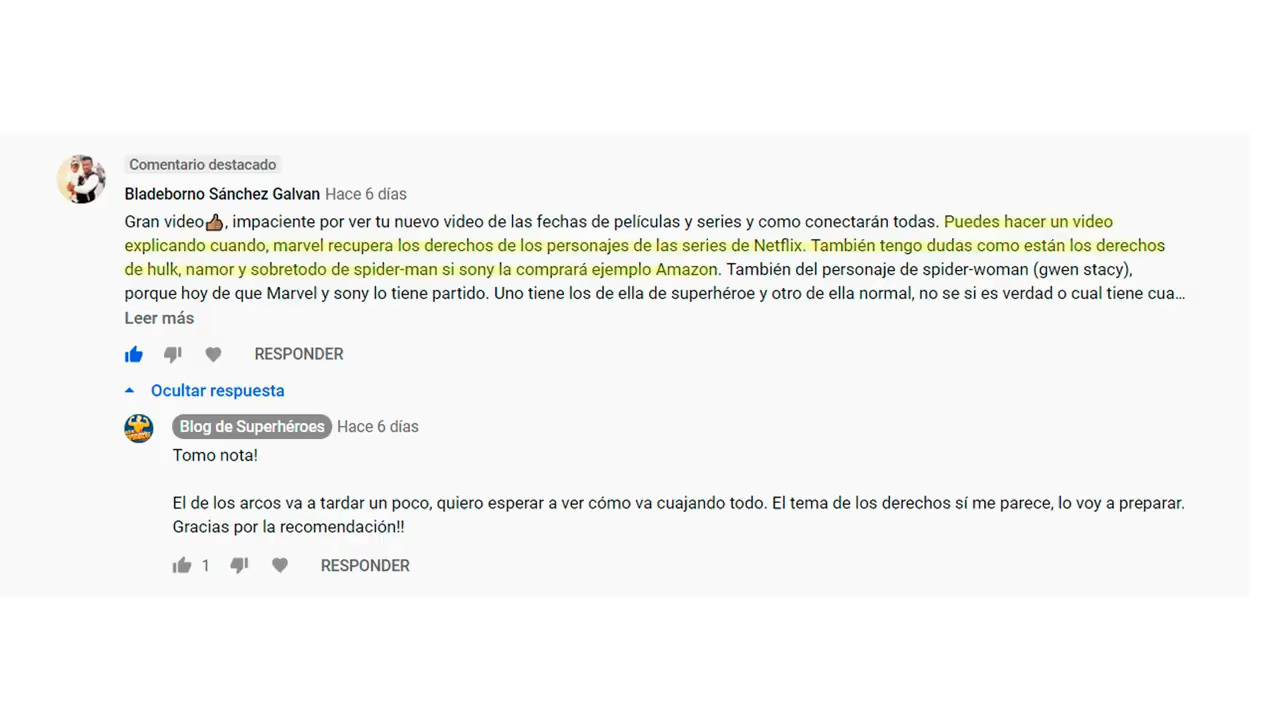 Comentario destacado
Bladeborno Sánchez Galvan Hace 6 días
Gran video👍🏽, impaciente por ver tu nuevo video de las fechas de películas y series y como conectarán todas. Puedes hacer un video
explicando cuando, marvel recupera los derechos de los personajes de las series de Netflix. También tengo dudas como están los derechos
de hulk, namor y sobretodo de spider-man si sony la comprará ejemplo Amazon. También del personaje de spider-woman (gwen stacy),
porque hoy de que Marvel y sony lo tiene partido. Uno tiene los de ella de superhéroe y otro de ella normal, no se si es verdad o cual tiene cua…
Leer más
RESPONDER
Ocultar respuesta
Blog de Superhéroes Hace 6 días
Tomo nota!
El de los arcos va a tardar un poco, quiero esperar a ver cómo va cuajando todo. El tema de los derechos sí me parece, lo voy a preparar.
Gracias por la recomendación!!
1 RESPONDER